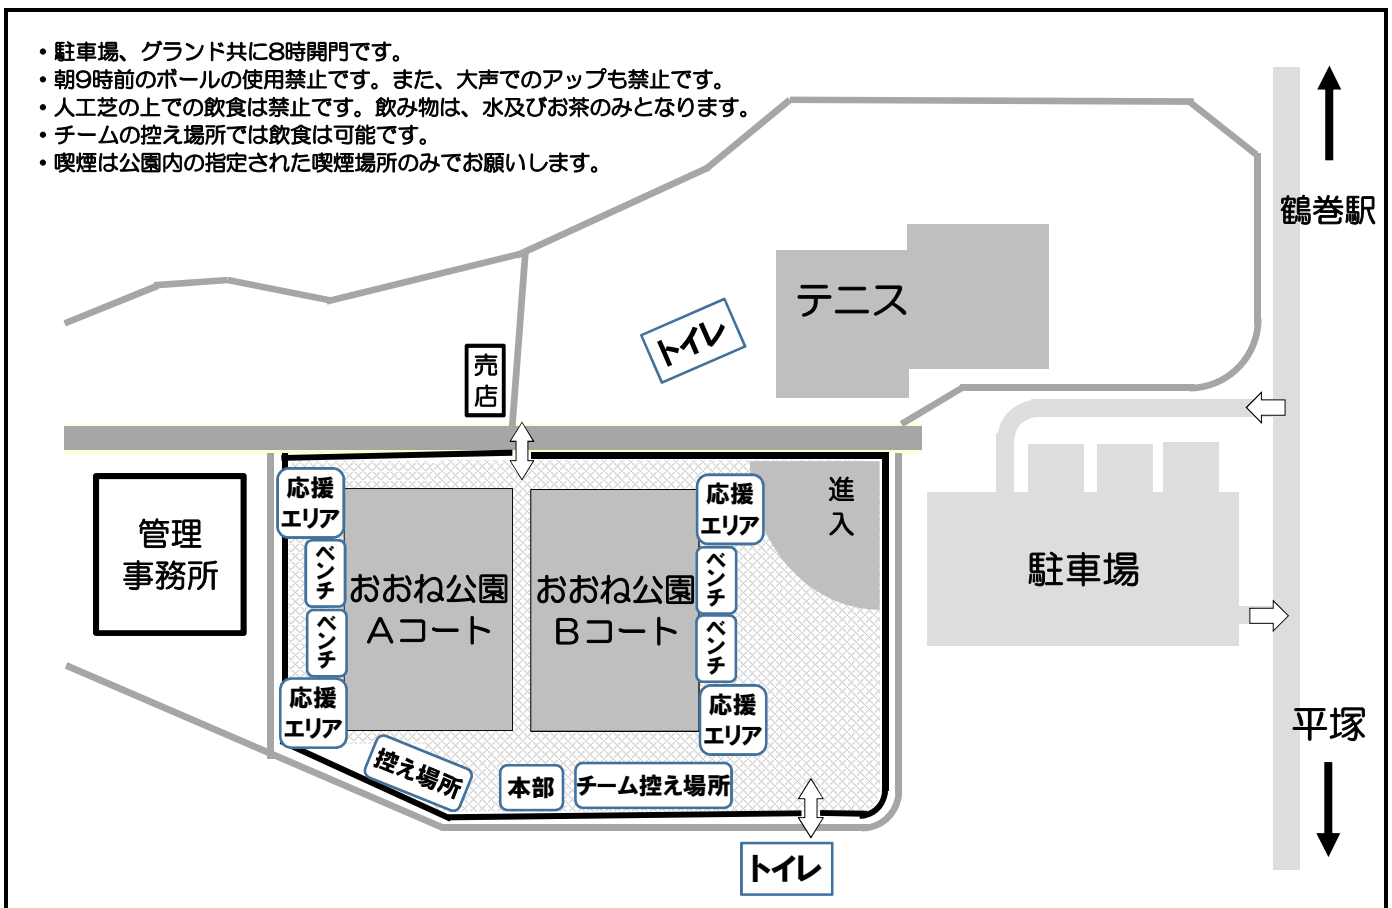 ・駐車場、グランド共に8時開門です。
・朝9時前のボールの使用禁止です。また、大声でのアップも禁止です。
・人工芝の上での飲食は禁止です。飲み物は、水及びお茶のみとなります。
・チームの控え場所では飲食は可能です。
・喫煙は公園内の指定された喫煙場所のみでお願いします。
鶴巻駅
テニス
トイレ
売
店
応援
エリア
応援
エリア
進
入
管理
事務所
ベンチ
ベンチ
おおね公園
Aコート
おおね公園
Bコート
駐車場
ベンチ
ベンチ
応援
エリア
応援
エリア
平塚
控え場所
本部
チーム控え場所
トイレ